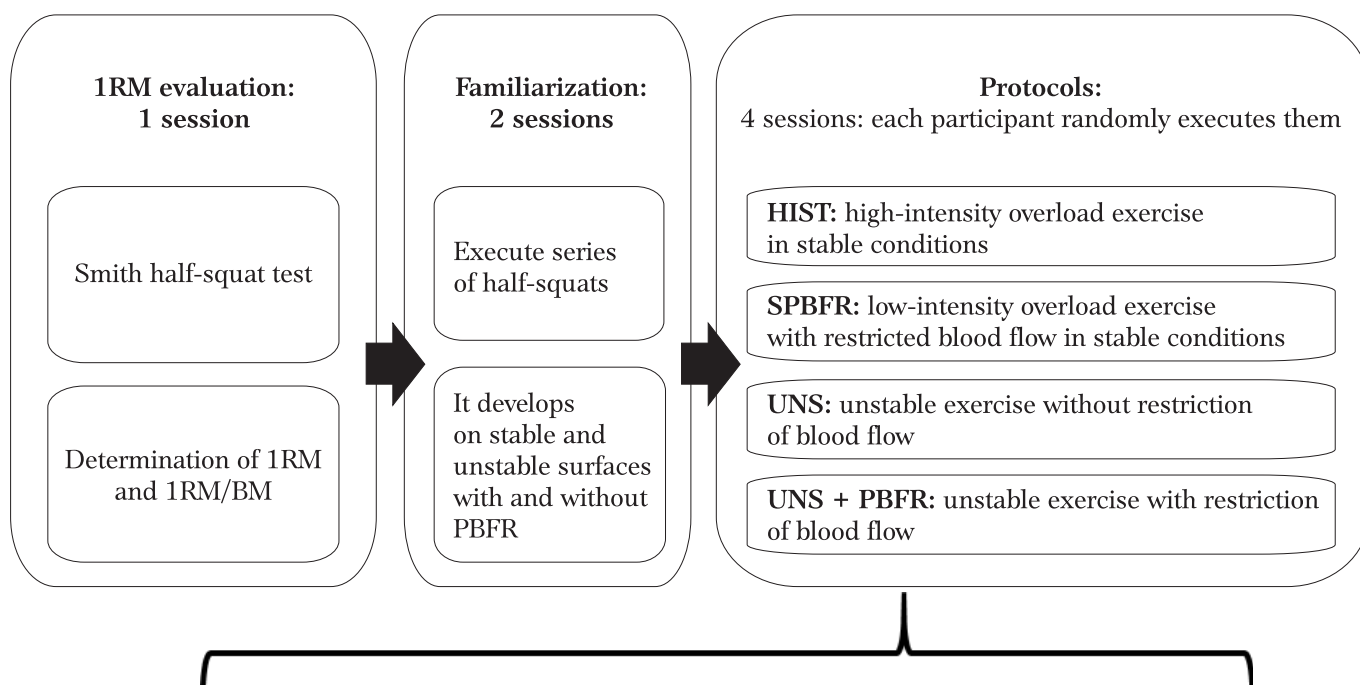 1RM evaluation:
1 session
Smith half-squat test
Determination of 1RM
and 1RM/BM
Familiarization:
2 sessions
Execute series
of half-squats
It develops
on stable and
unstable surfaces
with and without
PBFR
Protocols:
4 sessions: each participant randomly executes them
HIST: high-intensity overload exercise
in stable conditions
SPBFR: low-intensity overload exercise
with restricted blood flow in stable conditions
UNS: unstable exercise without restriction
of blood flow
UNS + PBFR: unstable exercise with restriction
of blood flow